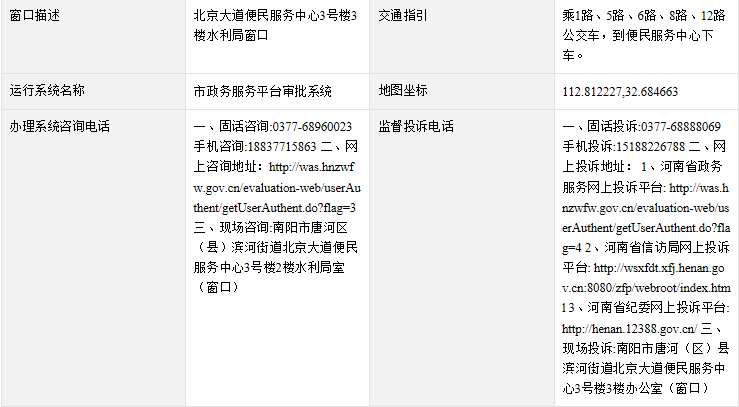 窗口描述
北京大道便民服务中心3号楼3
楼水利局窗口
交通指引
乘1路、5路、6路、8路、12路
公交车，到便民服务中心下
车。
运行系统名称
市政务服务平台审批系统
地图坐标
112.812227,32.684663
办理系统咨询电话
一、固话咨询:0377-68960023
手机咨询:18837715863 二、网
上咨询地址：http://was.hnzwf
w.gov.cn/evaluation-web/userAu
thent/getUserAuthent.do?flag=3
三、现场咨询:南阳市唐河区
（县）滨河街道北京大道便民
服务中心3号楼2楼水利局室
（窗口）
监督投诉电话
一、固话投诉:0377-68888069
手机投诉:15188226788 二、网
上投诉地址： 1、河南省政务
服务网上投诉平台: http://was.h
nzwfw.gov.cn/evaluation-web/us
erAuthent/getUserAuthent.do?fla
g=4 2、河南省信访局网上投诉
平台: http://wsxfdt.xfj.henan.go
v.cn:8080/zfp/webroot/index.htm
l 3、河南省纪委网上投诉平台:
http://henan.12388.gov.cn/ 三、
现场投诉:南阳市唐河（区）县
滨河街道北京大道便民服务中
心3号楼3楼办公室（窗口）